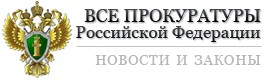 ВСЕ ПРОКУРАТУРЫ
Российской Федерации
НОВОСТИ И ЗАКОНЫ